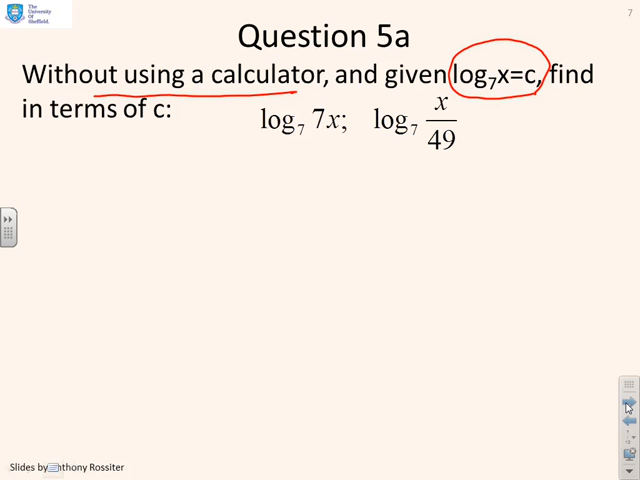 7
The
University
Of
Sheffield.
Question 5a
Without using a calculator, and given log₇x=c, find
in terms of c:
log₇ 7x; log₇ x/49
Slides by Anthony Rossiter